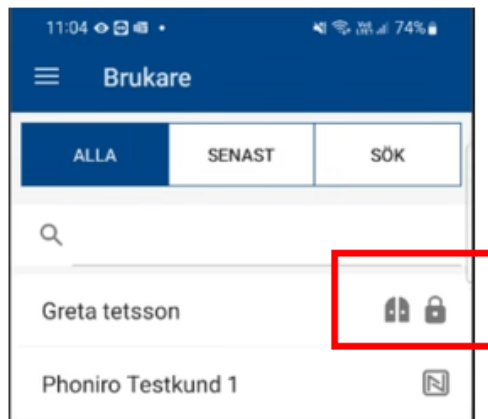 11:04
74%
Brukare
ALLA SENAST SÖK
Greta tetsson
Phoniro Testkund 1